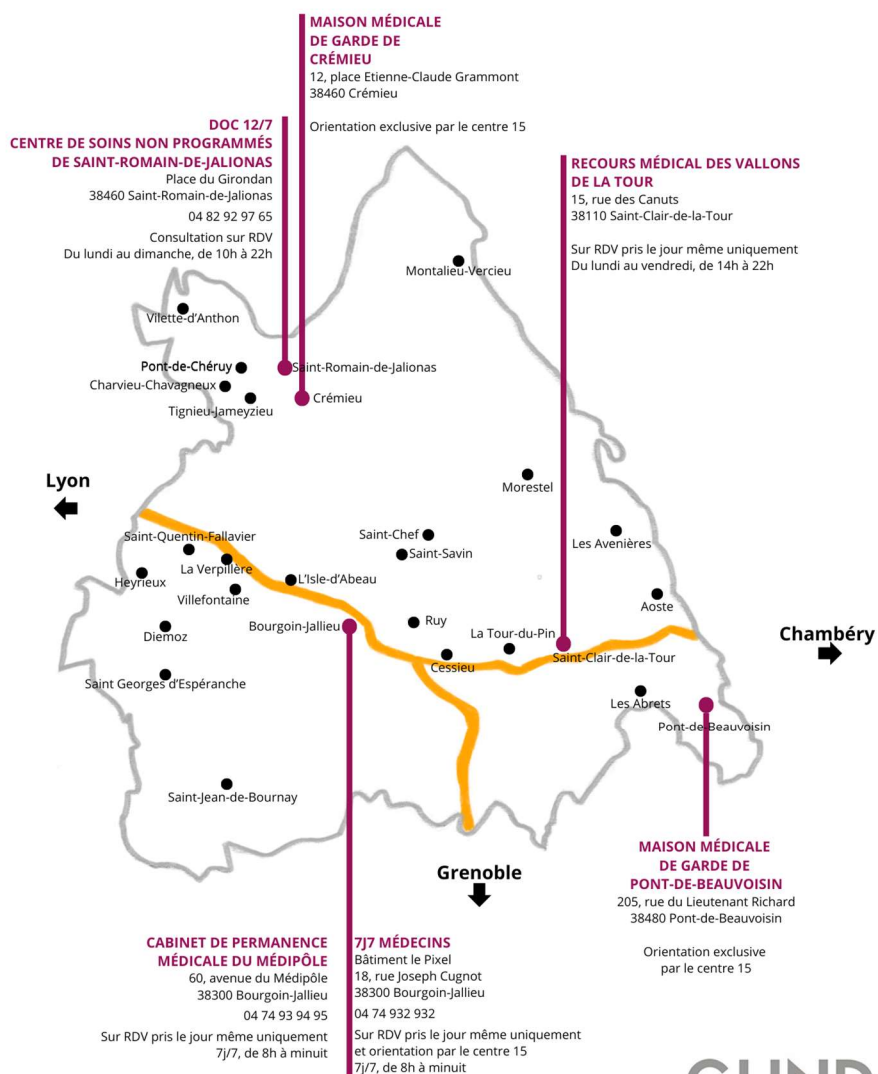 MAISON MÉDICALE
DE GARDE DE
CRÉMIEU
12, place Etienne-Claude Grammont
38460 Crémieu
Orientation exclusive par le centre 15
DOC 12/7
CENTRE DE SOINS NON PROGRAMMÉS
DE SAINT-ROMAIN-DE-JALIONAS
Place du Girondan
38460 Saint-Romain-de-Jalionas
04 82 92 97 65
Consultation sur RDV
Du lundi au dimanche, de 10h à 22h
RECOURS MÉDICAL DES VALLONS
DE LA TOUR
15, rue des Canuts
38110 Saint-Clair-de-la-Tour
Sur RDV pris le jour même uniquement
Du lundi au vendredi, de 14h à 22h
Montalieu-Vercieu
Vilette-d'Anthon
Pont-de-Chéruy
Saint-Romain-de-Jalionas
Charvieu-Chavagneux
Tignieu-Jameyzieu
Crémieu
Lyon
Morestel
Saint-Quentin-Fallavier
Saint-Chef
Saint-Savin
Les Avenières
La Verpillère
Heyrieux
L'Isle-d'Abeau
Villefontaine
Aoste
Bourgoin-Jallieu
Ruy
Diemoz
La Tour-du-Pin
Chambéry
Saint-Clair-de-la-Tour
Cessieu
Saint Georges d'Espéranche
Les Abrets
Pont-de-Beauvoisin
Saint-Jean-de-Bournay
Grenoble
MAISON MÉDICALE
DE GARDE DE
PONT-DE-BEAUVOISIN
205, rue du Lieutenant Richard
38480 Pont-de-Beauvoisin
Orientation exclusive
par le centre 15
CABINET DE PERMANENCE
MÉDICALE DU MÉDIPÔLE
60, avenue du Médipôle
38300 Bourgoin-Jallieu
04 74 93 94 95
Sur RDV pris le jour même uniquement
7j/7, de 8h à minuit
7J7 MÉDECINS
Bâtiment le Pixel
18, rue Joseph Cugnot
38300 Bourgoin-Jallieu
04 74 932 932
Sur RDV pris le jour même uniquement
et orientation par le centre 15
7j/7, de 8h à minuit